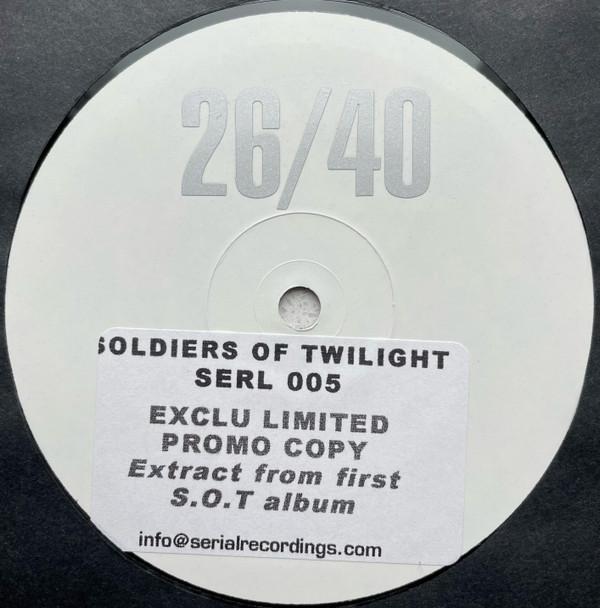 26/40
SOLDIERS OF TWILIGHT
SERL 005
EXCLU LIMITED
PROMO COPY
Extract from first
S.O.T album
info@serialrecordings.com